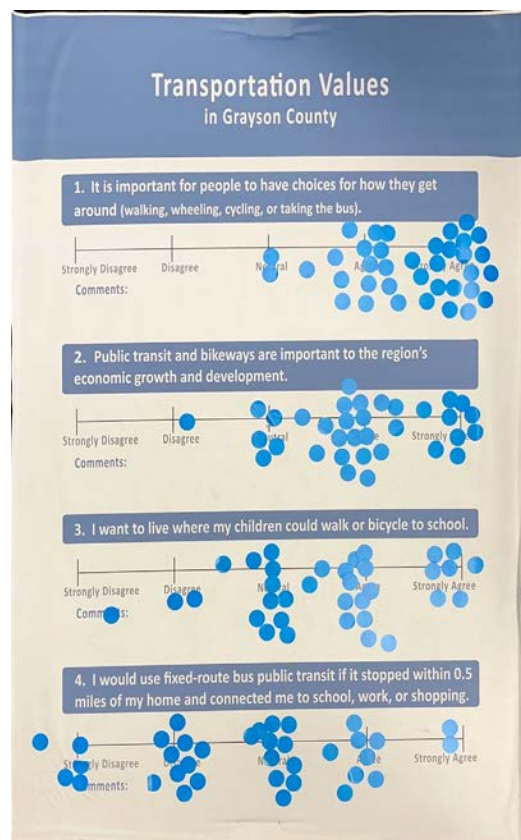 Transportation Values
in Grayson County
1. It is important for people to have choices for how they get
around (walking, wheeling, cycling, or taking the bus).
Strongly Disagree Disagree
Comments:
2. Public transit and bikeways are important to the region's
economic growth and development.
Strongly Disagree Disagree Strongly
Comments:
3. I want to live where my children could walk or bicycle to school.
Strongly Disagree Disagree Strongly Agree
4. I would use fixed-route bus public transit if it stopped within 0.5
miles of my home and connected me to school, work, or shopping.
Disagree Agree Strongly Agree